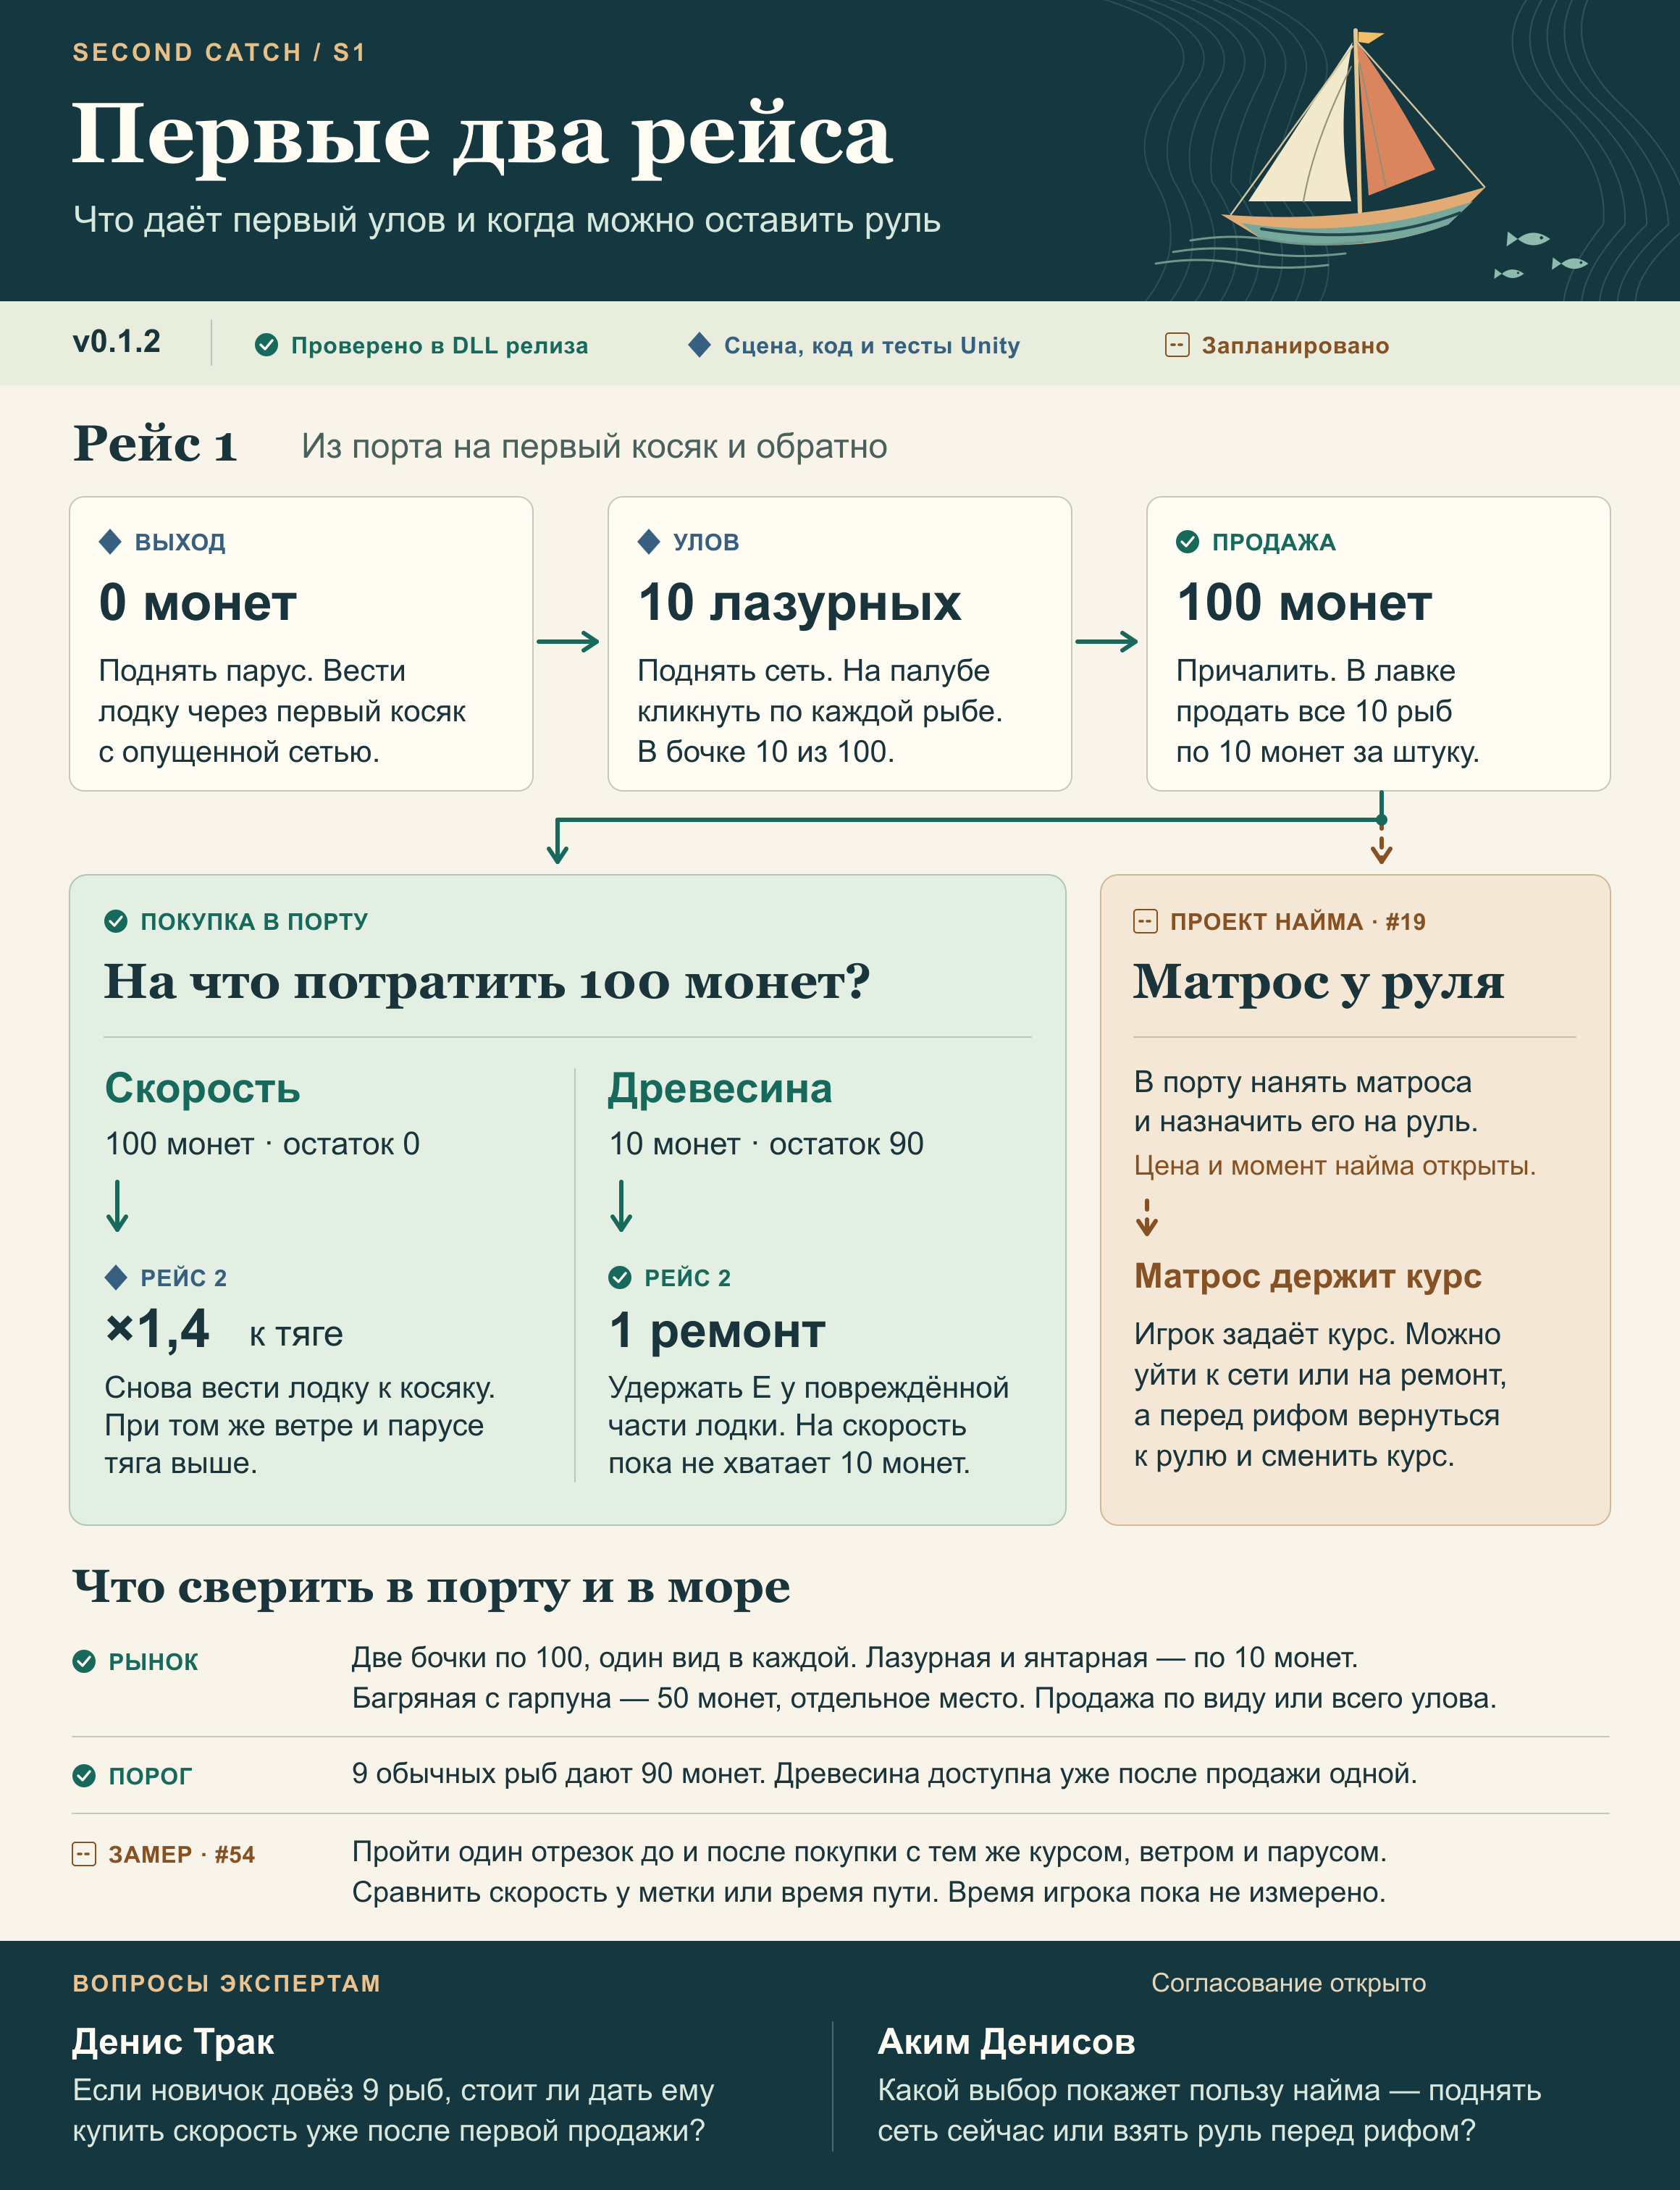 SECOND CATCH / S1
Первые два рейса
Что даёт первый улов и когда можно оставить руль
v0.1.2
Проверено в DLL релиза
Сцена, код и тесты Unity
Запланировано
Рейс 1
Из порта на первый косяк и обратно
ВЫХОД
0 монет
Поднять парус. Вести
лодку через первый косяк
с опущенной сетью.
УЛОВ
10 лазурных
Поднять сеть. На палубе
кликнуть по каждой рыбе.
В бочке 10 из 100.
ПРОДАЖА
100 монет
Причалить. В лавке
продать все 10 рыб
по 10 монет за штуку.
ПОКУПКА В ПОРТУ
На что потратить 100 монет?
Скорость
100 монет · остаток 0
РЕЙС 2
×1,4 к тяге
Снова вести лодку к косяку.
При том же ветре и парусе
тяга выше.
Древесина
10 монет · остаток 90
РЕЙС 2
1 ремонт
Удержать E у повреждённой
части лодки. На скорость
пока не хватает 10 монет.
ПРОЕКТ НАЙМА · #19
Матрос у руля
В порту нанять матроса
и назначить его на руль.
Цена и момент найма открыты.
Матрос держит курс
Игрок задаёт курс. Можно
уйти к сети или на ремонт,
а перед рифом вернуться
к рулю и сменить курс.
Что сверить в порту и в море
РЫНОК
Две бочки по 100, один вид в каждой. Лазурная и янтарная — по 10 монет.
Багряная с гарпуна — 50 монет, отдельное место. Продажа по виду или всего улова.
ПОРОГ
9 обычных рыб дают 90 монет. Древесина доступна уже после продажи одной.
ЗАМЕР · #54
Пройти один отрезок до и после покупки с тем же курсом, ветром и парусом.
Сравнить скорость у метки или время пути. Время игрока пока не измерено.
ВОПРОСЫ ЭКСПЕРТАМ
Согласование открыто
Денис Трак
Если новичок довёз 9 рыб, стоит ли дать ему
купить скорость уже после первой продажи?
Аким Денисов
Какой выбор покажет пользу найма — поднять
сеть сейчас или взять руль перед рифом?